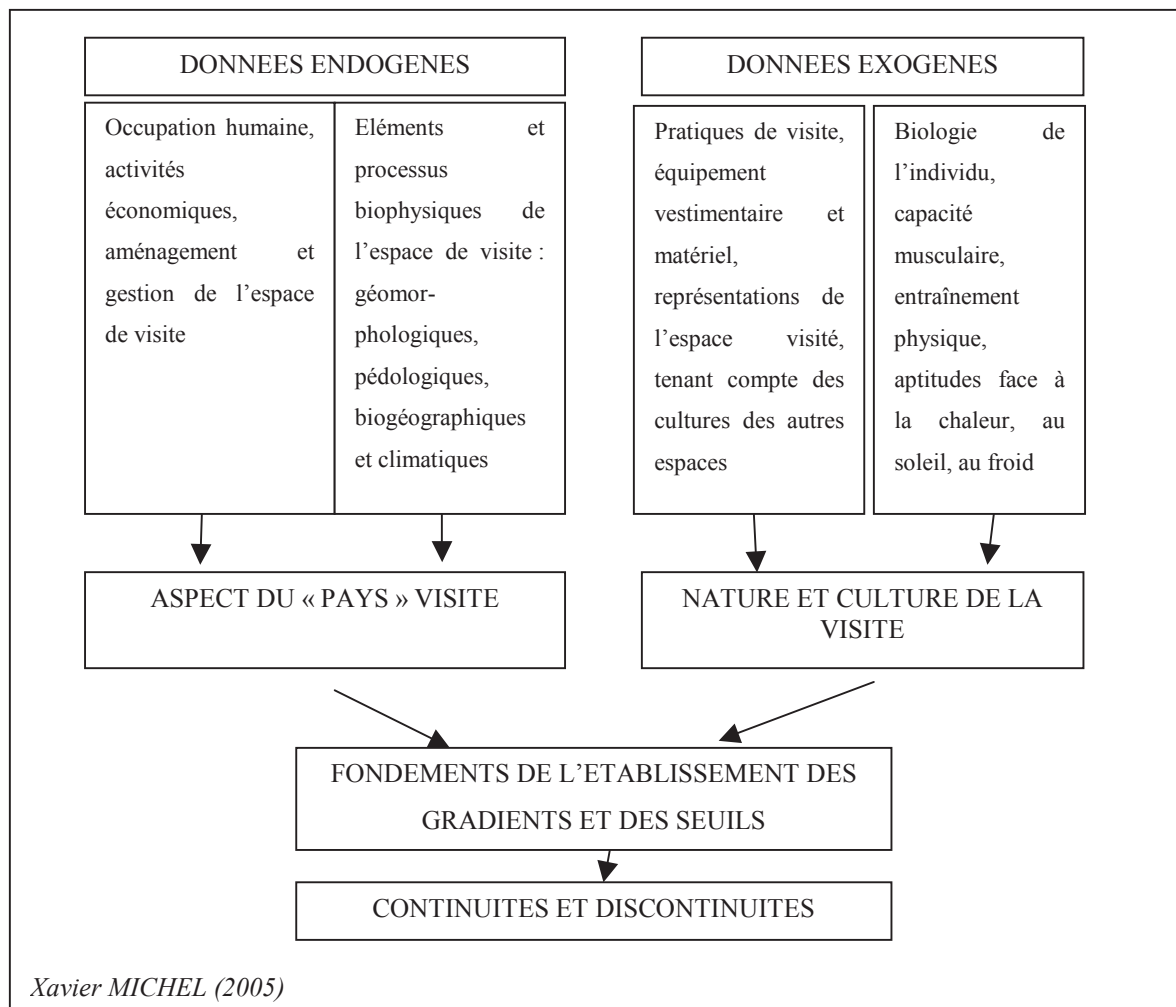 DONNEES ENDOGENES
Occupation humaine,
activités
économiques,
aménagement et
gestion de l’espace
de visite
Eléments et
processus
biophysiques de
l’espace de visite :
géomor-
phologiques,
pédologiques,
biogéographiques
et climatiques
ASPECT DU « PAYS » VISITE
DONNEES EXOGENES
Pratiques de visite,
équipement
vestimentaire et
matériel,
représentations de
l’espace visité,
tenant compte des
cultures des autres
espaces
Biologie de
l’individu,
capacité
musculaire,
entraînement
physique,
aptitudes face à
la chaleur, au
soleil, au froid
NATURE ET CULTURE DE LA
VISITE
FONDEMENTS DE L’ETABLISSEMENT DES
GRADIENTS ET DES SEUILS
CONTINUITES ET DISCONTINUITES
Xavier MICHEL (2005)